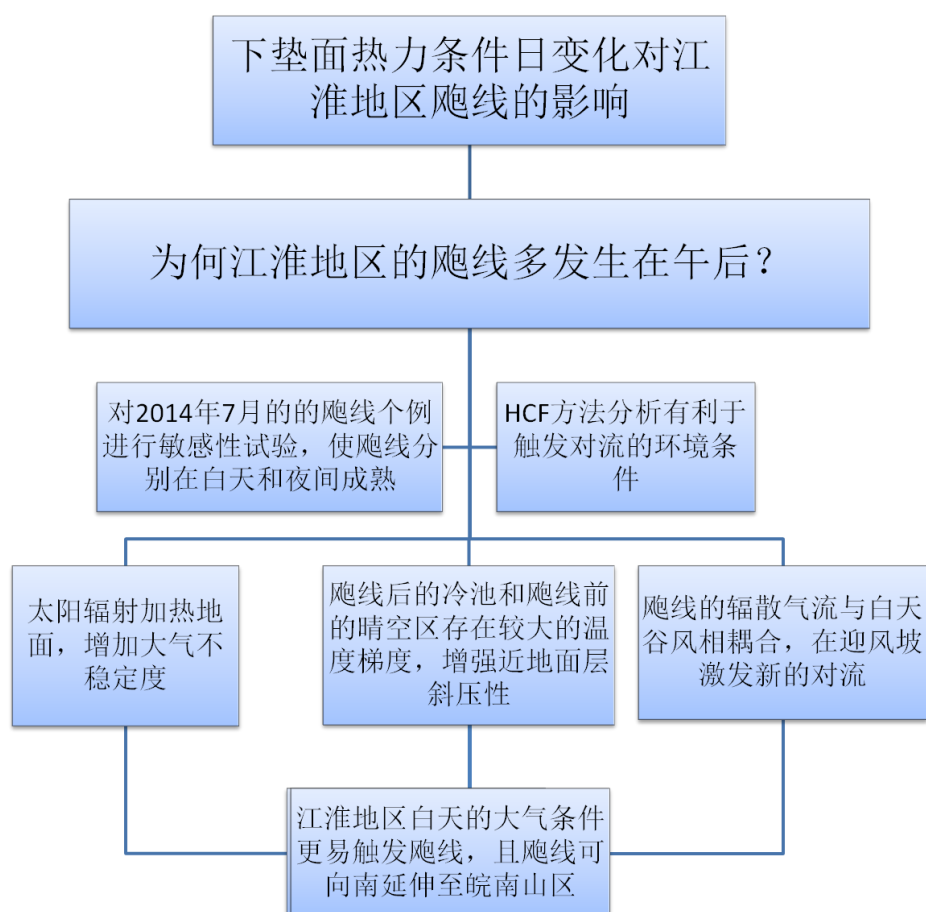 下垫面热力条件日变化对江
淮地区飑线的影响
为何江淮地区的飑线多发生在午后？
对2014年7月的的飑线个例
进行敏感性试验，使飑线分
别在白天和夜间成熟
HCF方法分析有利于
触发对流的环境条
件
太阳辐射加热地
面，增加大气不
稳定度
飑线后的冷池和飑线前
的晴空区存在较大的温
度梯度，增强近地面层
斜压性
飑线的辐散气流与白天
谷风相耦合，在迎风坡
激发新的对流
江淮地区白天的大气条件
更易触发飑线，且飑线可
向南延伸至皖南山区